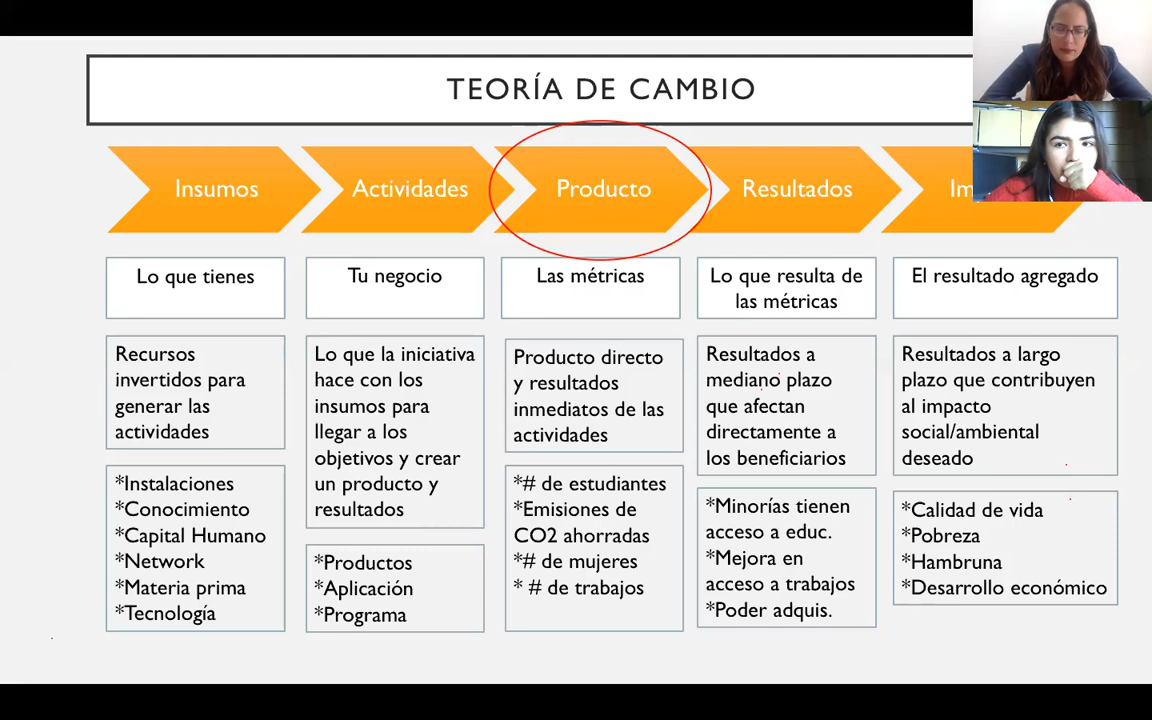 TEORÍA DE CAMBIO
Insumos
Actividades
Producto
Resultados
Lo que tienes
Tu negocio
Las métricas
Lo que resulta de
las métricas
El resultado agregado
Recursos
invertidos para
generar las
actividades
Lo que la iniciativa
hace con los
insumos para
llegar a los
objetivos y crear
un producto y
resultados
Producto directo
y resultados
inmediatos de las
actividades
Resultados a
mediano plazo
que afectan
directamente a
los beneficiarios
Resultados a largo
plazo que contribuyen
al impacto
social/ambiental
deseado
*Instalaciones
*Conocimiento
*Capital Humano
*Network
*Materia prima
*Tecnología
*Productos
*Aplicación
*Programa
*# de estudiantes
*Emisiones de
CO2 ahorradas
*# de mujeres
* # de trabajos
*Minorías tienen
acceso a educ.
*Mejora en
acceso a trabajos
*Poder adquis.
*Calidad de vida
*Pobreza
*Hambruna
*Desarrollo económico